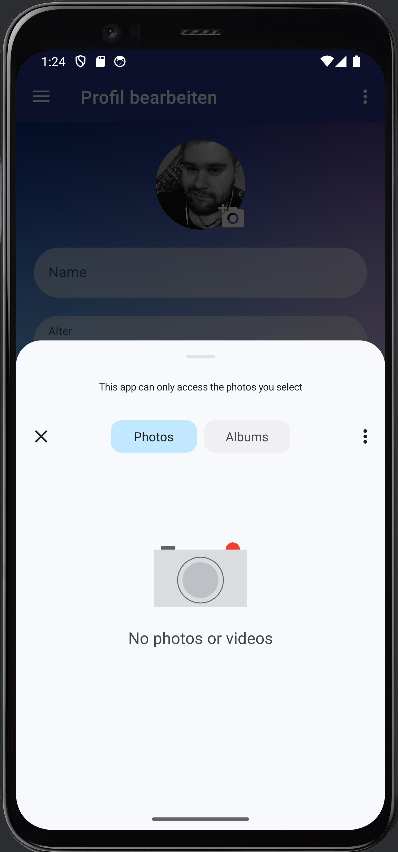 1:24
Profil bearbeiten
Name
Alter
This app can only access the photos you select
Photos
Albums
No photos or videos